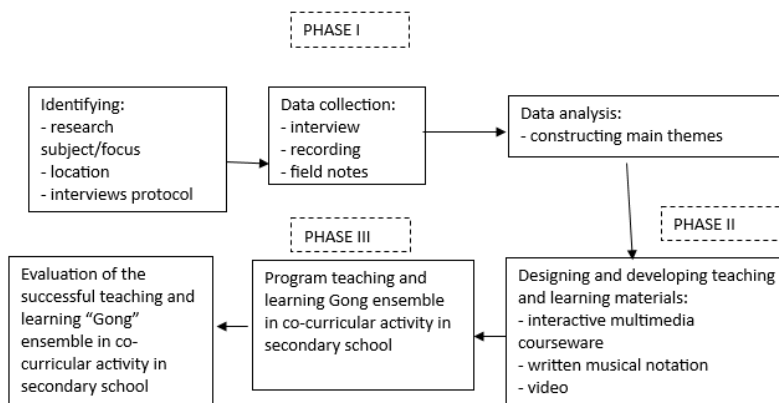 PHASE I
Identifying:
- research
subject/focus
- location
- interviews protocol
Data collection:
- interview
- recording
- field notes
Data analysis:
- constructing main themes
PHASE II
Designing and developing teaching
and learning materials:
- interactive multimedia
courseware
- written musical notation
- video
PHASE III
Program teaching and
learning Gong ensemble
in co-curricular activity in
secondary school
Evaluation of the
successful teaching and
learning “Gong”
ensemble in co-
curricular activity in
secondary school